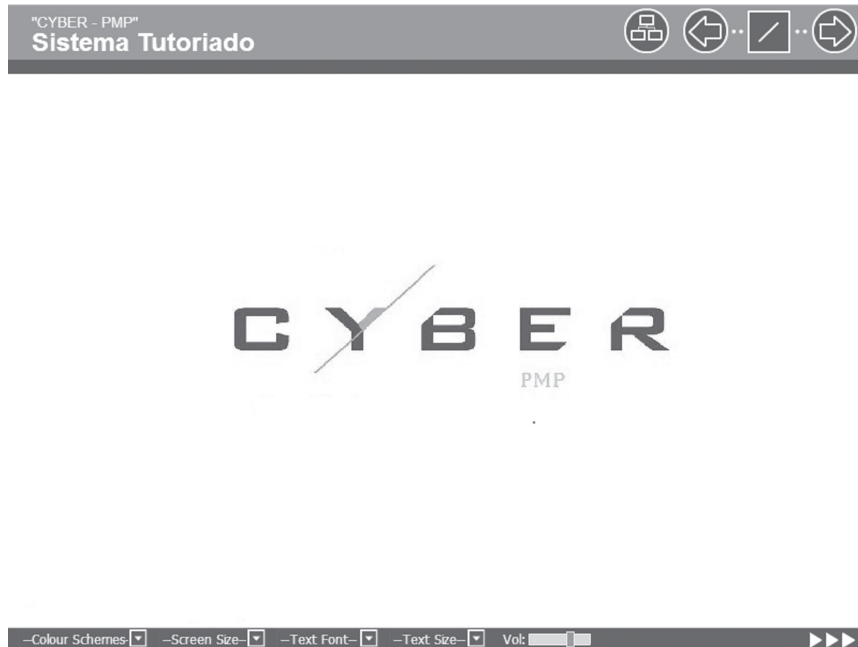 "CYBER - PMP"
Sistema Tutoriado
CYBER
PMP
--Colour Schemes- --Screen Size-- --Text Font-- --Text Size-- Vol: